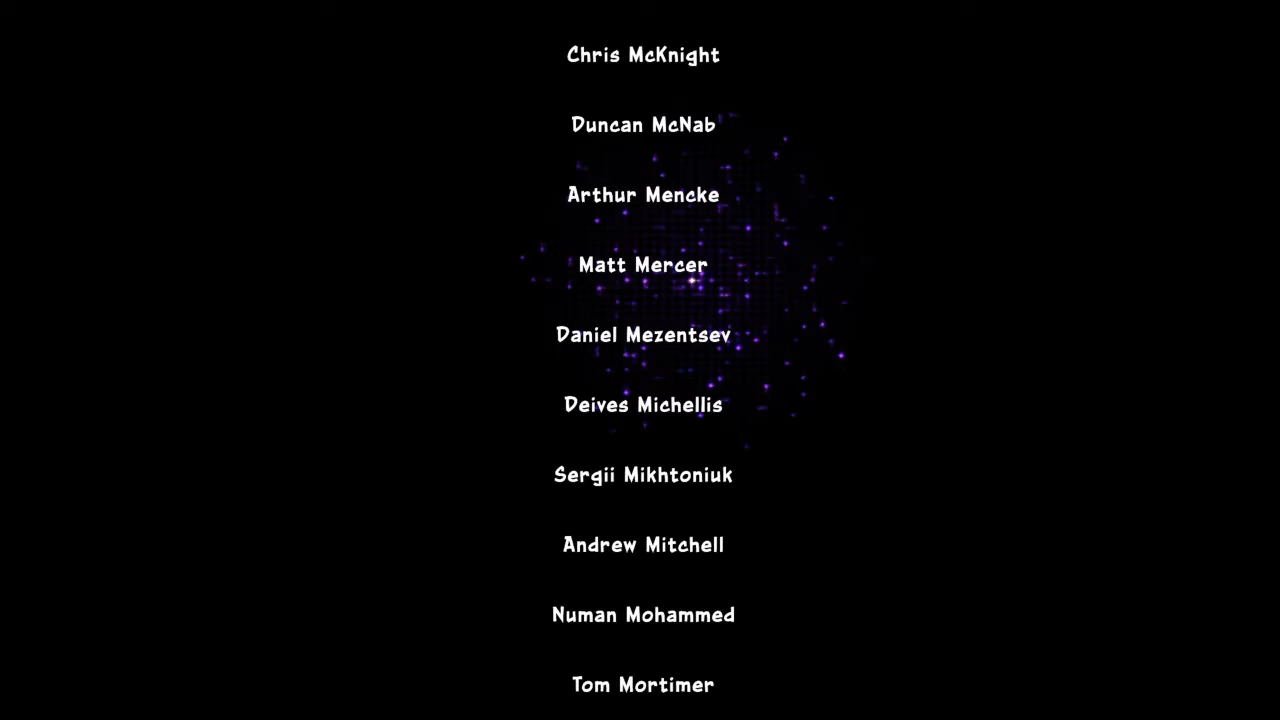 Chris McKnight
Duncan McNab
Arthur Mencke
Matt Mercer
Daniel Mezentsev
Deives Michellis
Sergii Mikhtoniuk
Andrew Mitchell
Numan Mohammed
Tom Mortimer